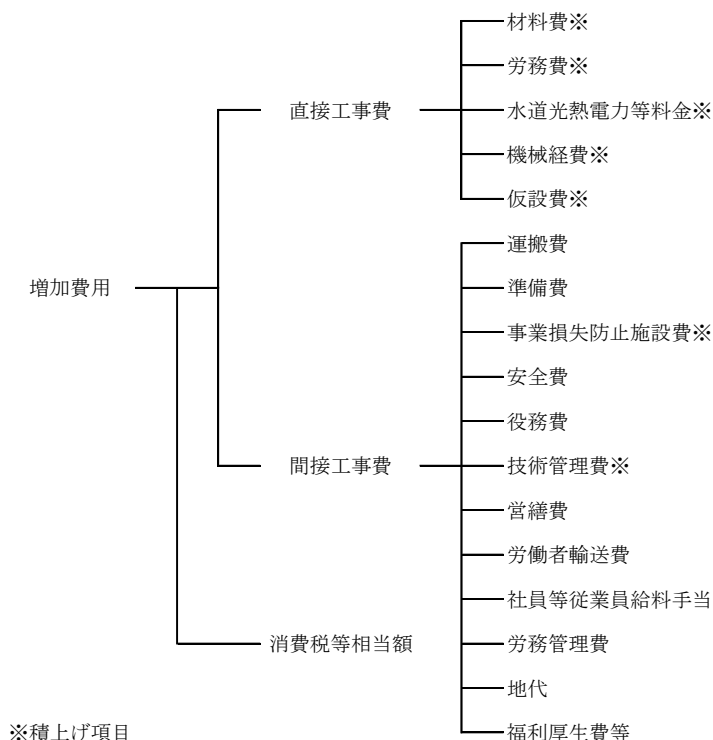 増加費用
直接工事費
材料費※
労務費※
水道光熱電力等料金※
機械経費※
仮設費※
間接工事費
運搬費
準備費
事業損失防止施設費※
安全費
役務費
技術管理費※
営繕費
労働者輸送費
社員等従業員給料手当
労務管理費
地代
福利厚生費等
消費税等相当額
※積上げ項目